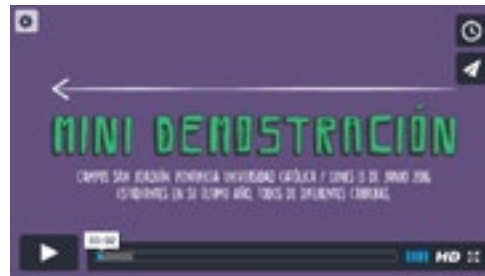 MINI DEMOSTRACIÓN
CAMPUS SAN JOAQUÍN, PONTIFICIA UNIVERSIDAD CATÓLICA / LUNES 13 DE JUNIO 2016
ESTUDIANTES EN SU ÚLTIMO AÑO, TODOS DE DIFERENTES CARRERAS.
HD